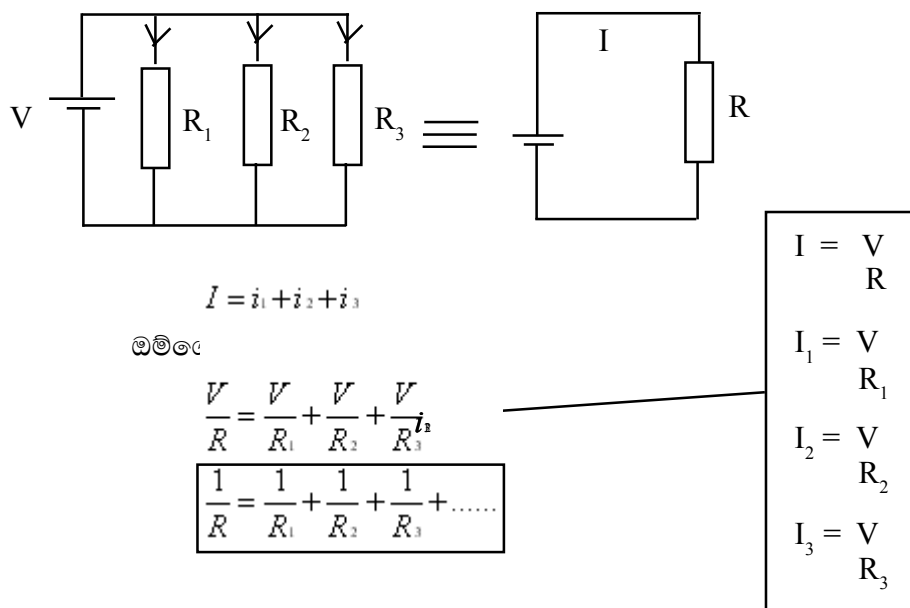 V R₁ R₂ R₃
I R
I = i₁ + i₂ + i₃
V/R = V/R₁ + V/R₂ + V/R₃
1/R = 1/R₁ + 1/R₂ + 1/R₃ + ......
I = V
R
I₁ = V
R₁
I₂ = V
R₂
I₃ = V
R₃